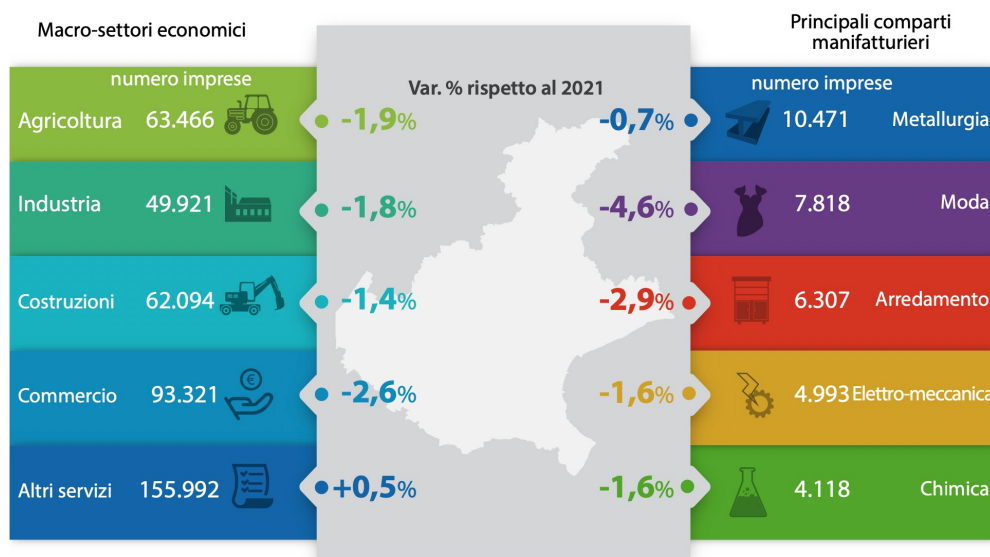 Macro-settori economici
Principali comparti
manifatturieri
Var. % rispetto al 2021
numero imprese
Agricoltura 63.466 -1,9%
Industria 49.921 -1,8%
Costruzioni 62.094 -1,4%
Commercio 93.321 € -2,6%
Altri servizi 155.992 +0,5%
numero imprese
-0,7% 10.471 Metallurgia
-4,6% 7.818 Moda
-2,9% 6.307 Arredamento
-1,6% 4.993 Elettro-meccanica
-1,6% 4.118 Chimica